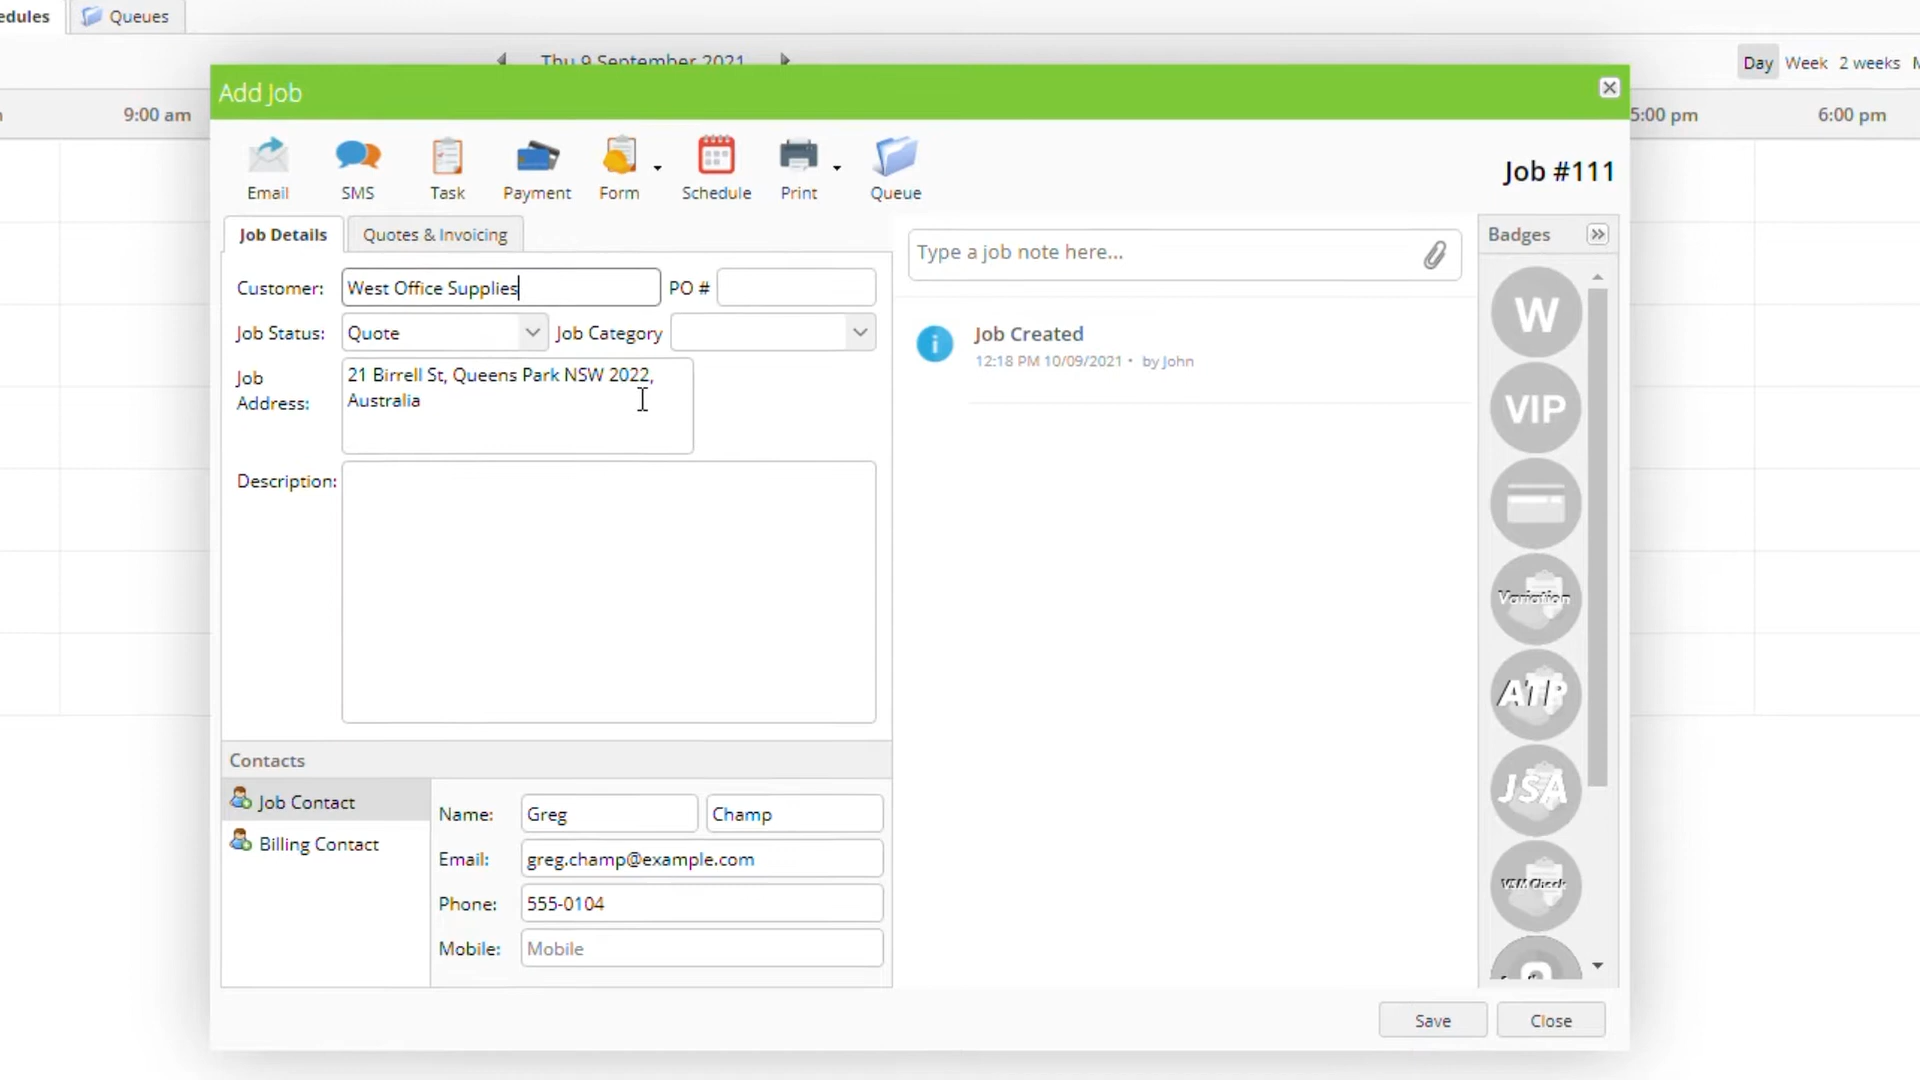 edules
Queues
Thu 9 September 2021
Day Week 2 weeks
9:00 am
5:00 pm
6:00 pm
Add Job
Email
SMS
Task
Payment
Form
Schedule
Print
Queue
Job #111
Job Details
Quotes & Invoicing
Customer: West Office Supplies PO #
Job Status: Quote Job Category
Job Address:
21 Birrell St, Queens Park NSW 2022,
Australia
Description:
Type a job note here...
Job Created
12:18 PM 10/09/2021 • by John
Badges
W
VIP
Variation
ATP
JSA
Contacts
Job Contact
Billing Contact
Name: Greg Champ
Email: greg.champ@example.com
Phone: 555-0104
Mobile: Mobile
Save
Close